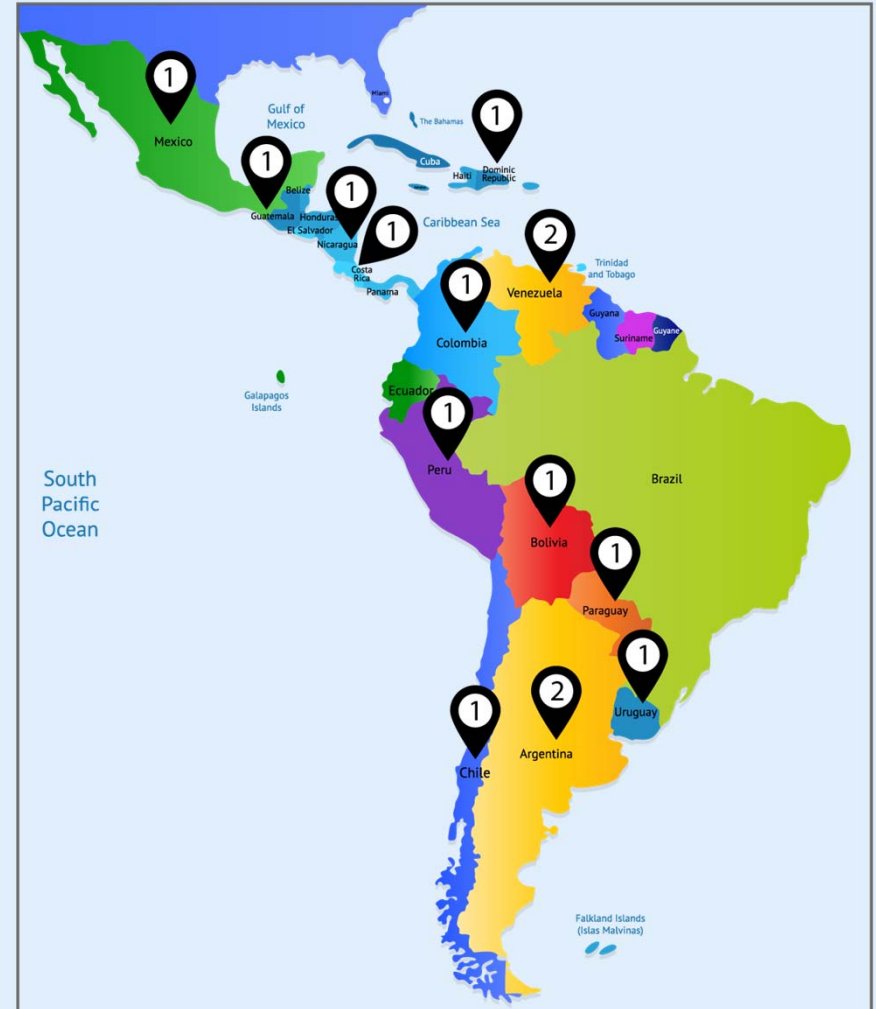 1
Mexico
Gulf of
Mexico
Miami
The Bahamas
1
Cuba
Haiti
Dominic
Republic
1
Belize
Guatemala
Honduras
El Salvador
1
Nicaragua
1
Costa
Rica
Panama
Caribbean Sea
2
Venezuela
Trinidad
and Tobago
Guyana
Suriname
Guyane
1
Colombia
Galapagos
Islands
Ecuador
1
Peru
South
Pacific
Ocean
Brazil
1
Bolivia
1
Paraguay
1
Uruguay
1
Chile
2
Argentina
Falkland Islands
(Islas Malvinas)